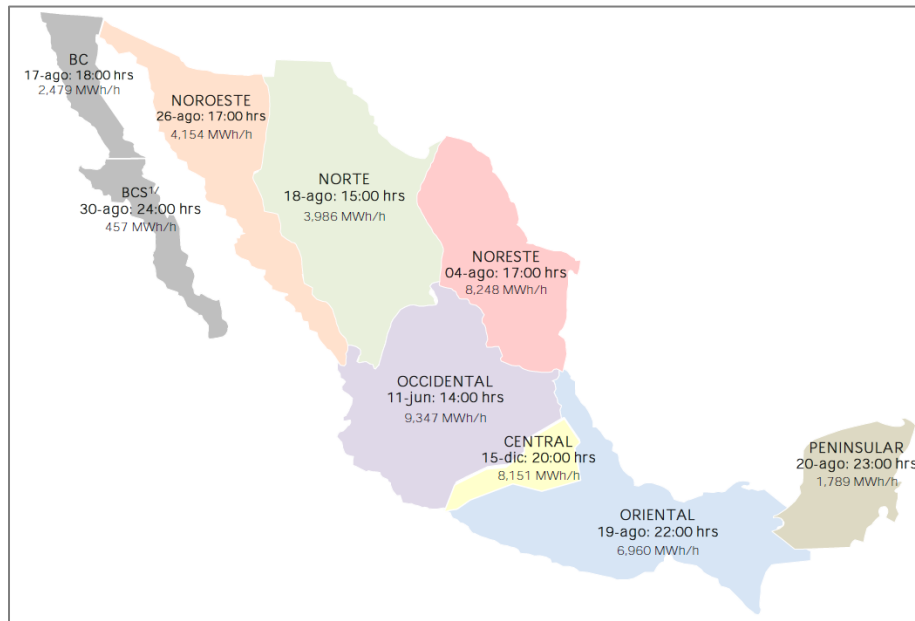 BC
17-ago: 18:00 hrs
2,479 MWh/h
NOROESTE
26-ago: 17:00 hrs
4,154 MWh/h
BCS1/
30-ago: 24:00 hrs
457 MWh/h
NORTE
18-ago: 15:00 hrs
3,986 MWh/h
NORESTE
04-ago: 17:00 hrs
8,248 MWh/h
OCCIDENTAL
11-jun: 14:00 hrs
9,347 MWh/h
CENTRAL
15-dic: 20:00 hrs
8,151 MWh/h
PENINSULAR
20-ago: 23:00 hrs
1,789 MWh/h
ORIENTAL
19-ago: 22:00 hrs
6,960 MWh/h